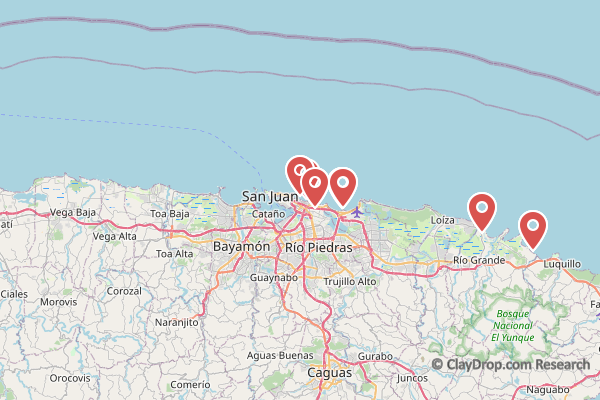 San Juan
Loíza
Vega Baja
Toa Baja
Cataño
Vega Alta
Bayamón
Río Piedras
Toa Alta
Río Grande
Luquillo
Guaynabo
Trujillo Alto
Ciales
Corozal
Morovis
Naranjito
Bosque
Nacional
El Yunque
Aguas Buenas
Gurabo
Orocovis
Comerío
Caguas
Juncos
Naguabo
© ClayDrop.com Research